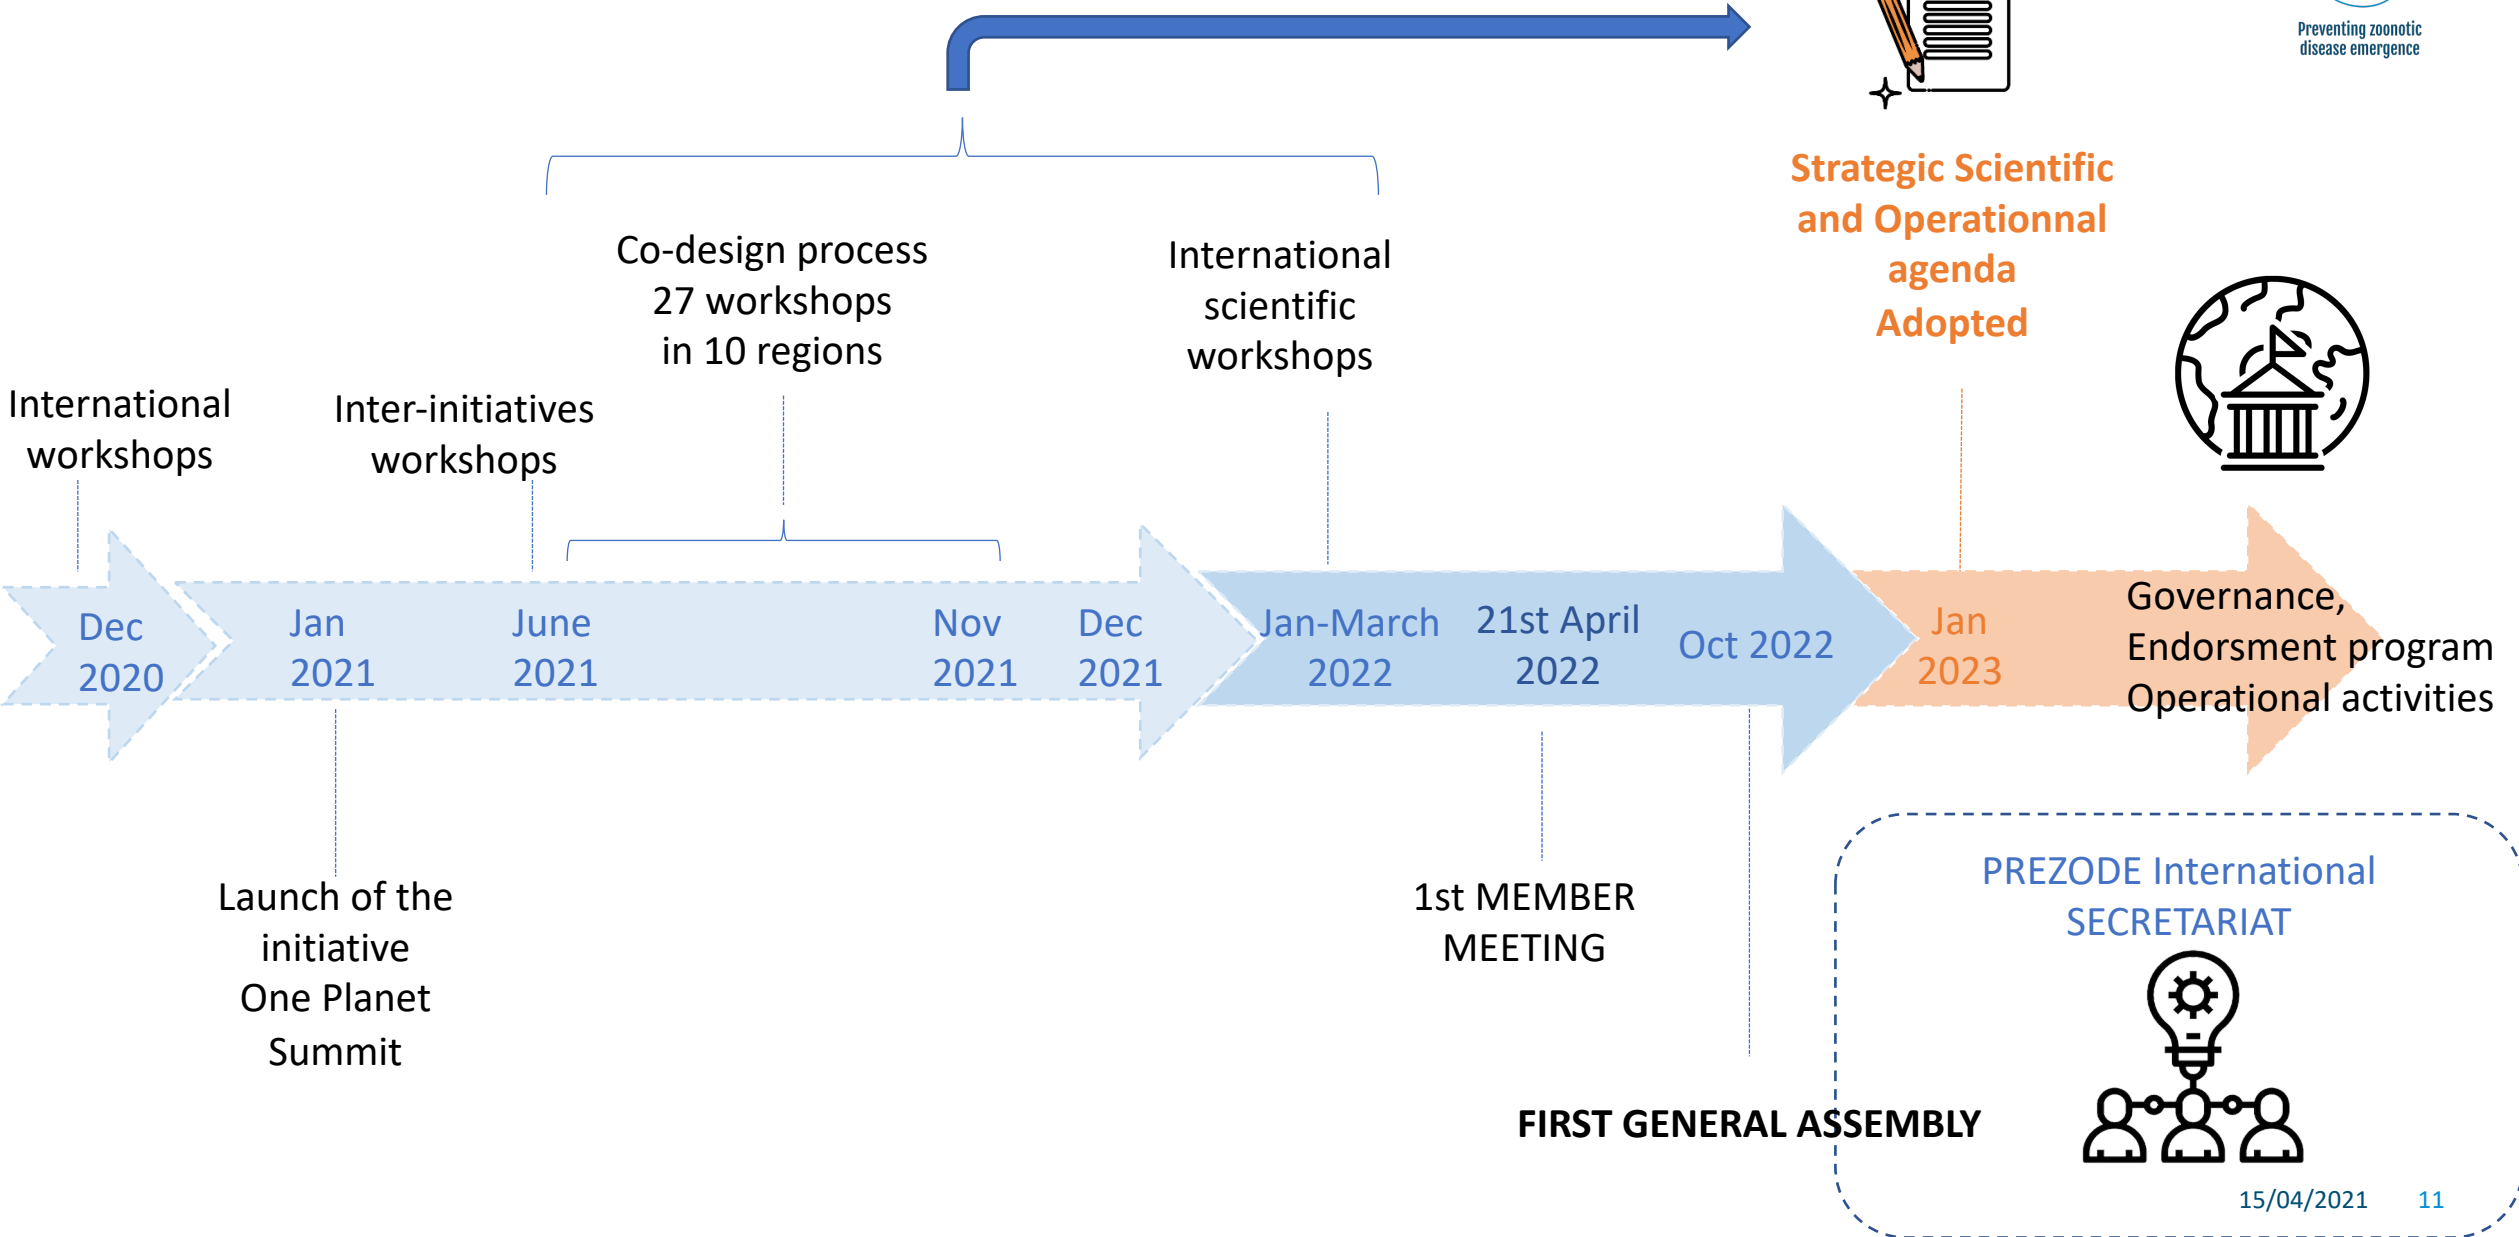 Preventing zoonotic
disease emergence
Strategic Scientific
and Operationnal
agenda
Adopted
Co-design process
27 workshops
in 10 regions
International
scientific
workshops
International
workshops
Inter-initiatives
workshops
Dec
2020
Jan
2021
June
2021
Nov
2021
Dec
2021
Jan-March
2022
21st April
2022
Oct 2022
Jan
2023
Governance,
Endorsment program
Operational activities
Launch of the
initiative
One Planet
Summit
1st MEMBER
MEETING
FIRST GENERAL ASSEMBLY
PREZODE International
SECRETARIAT
15/04/2021 11